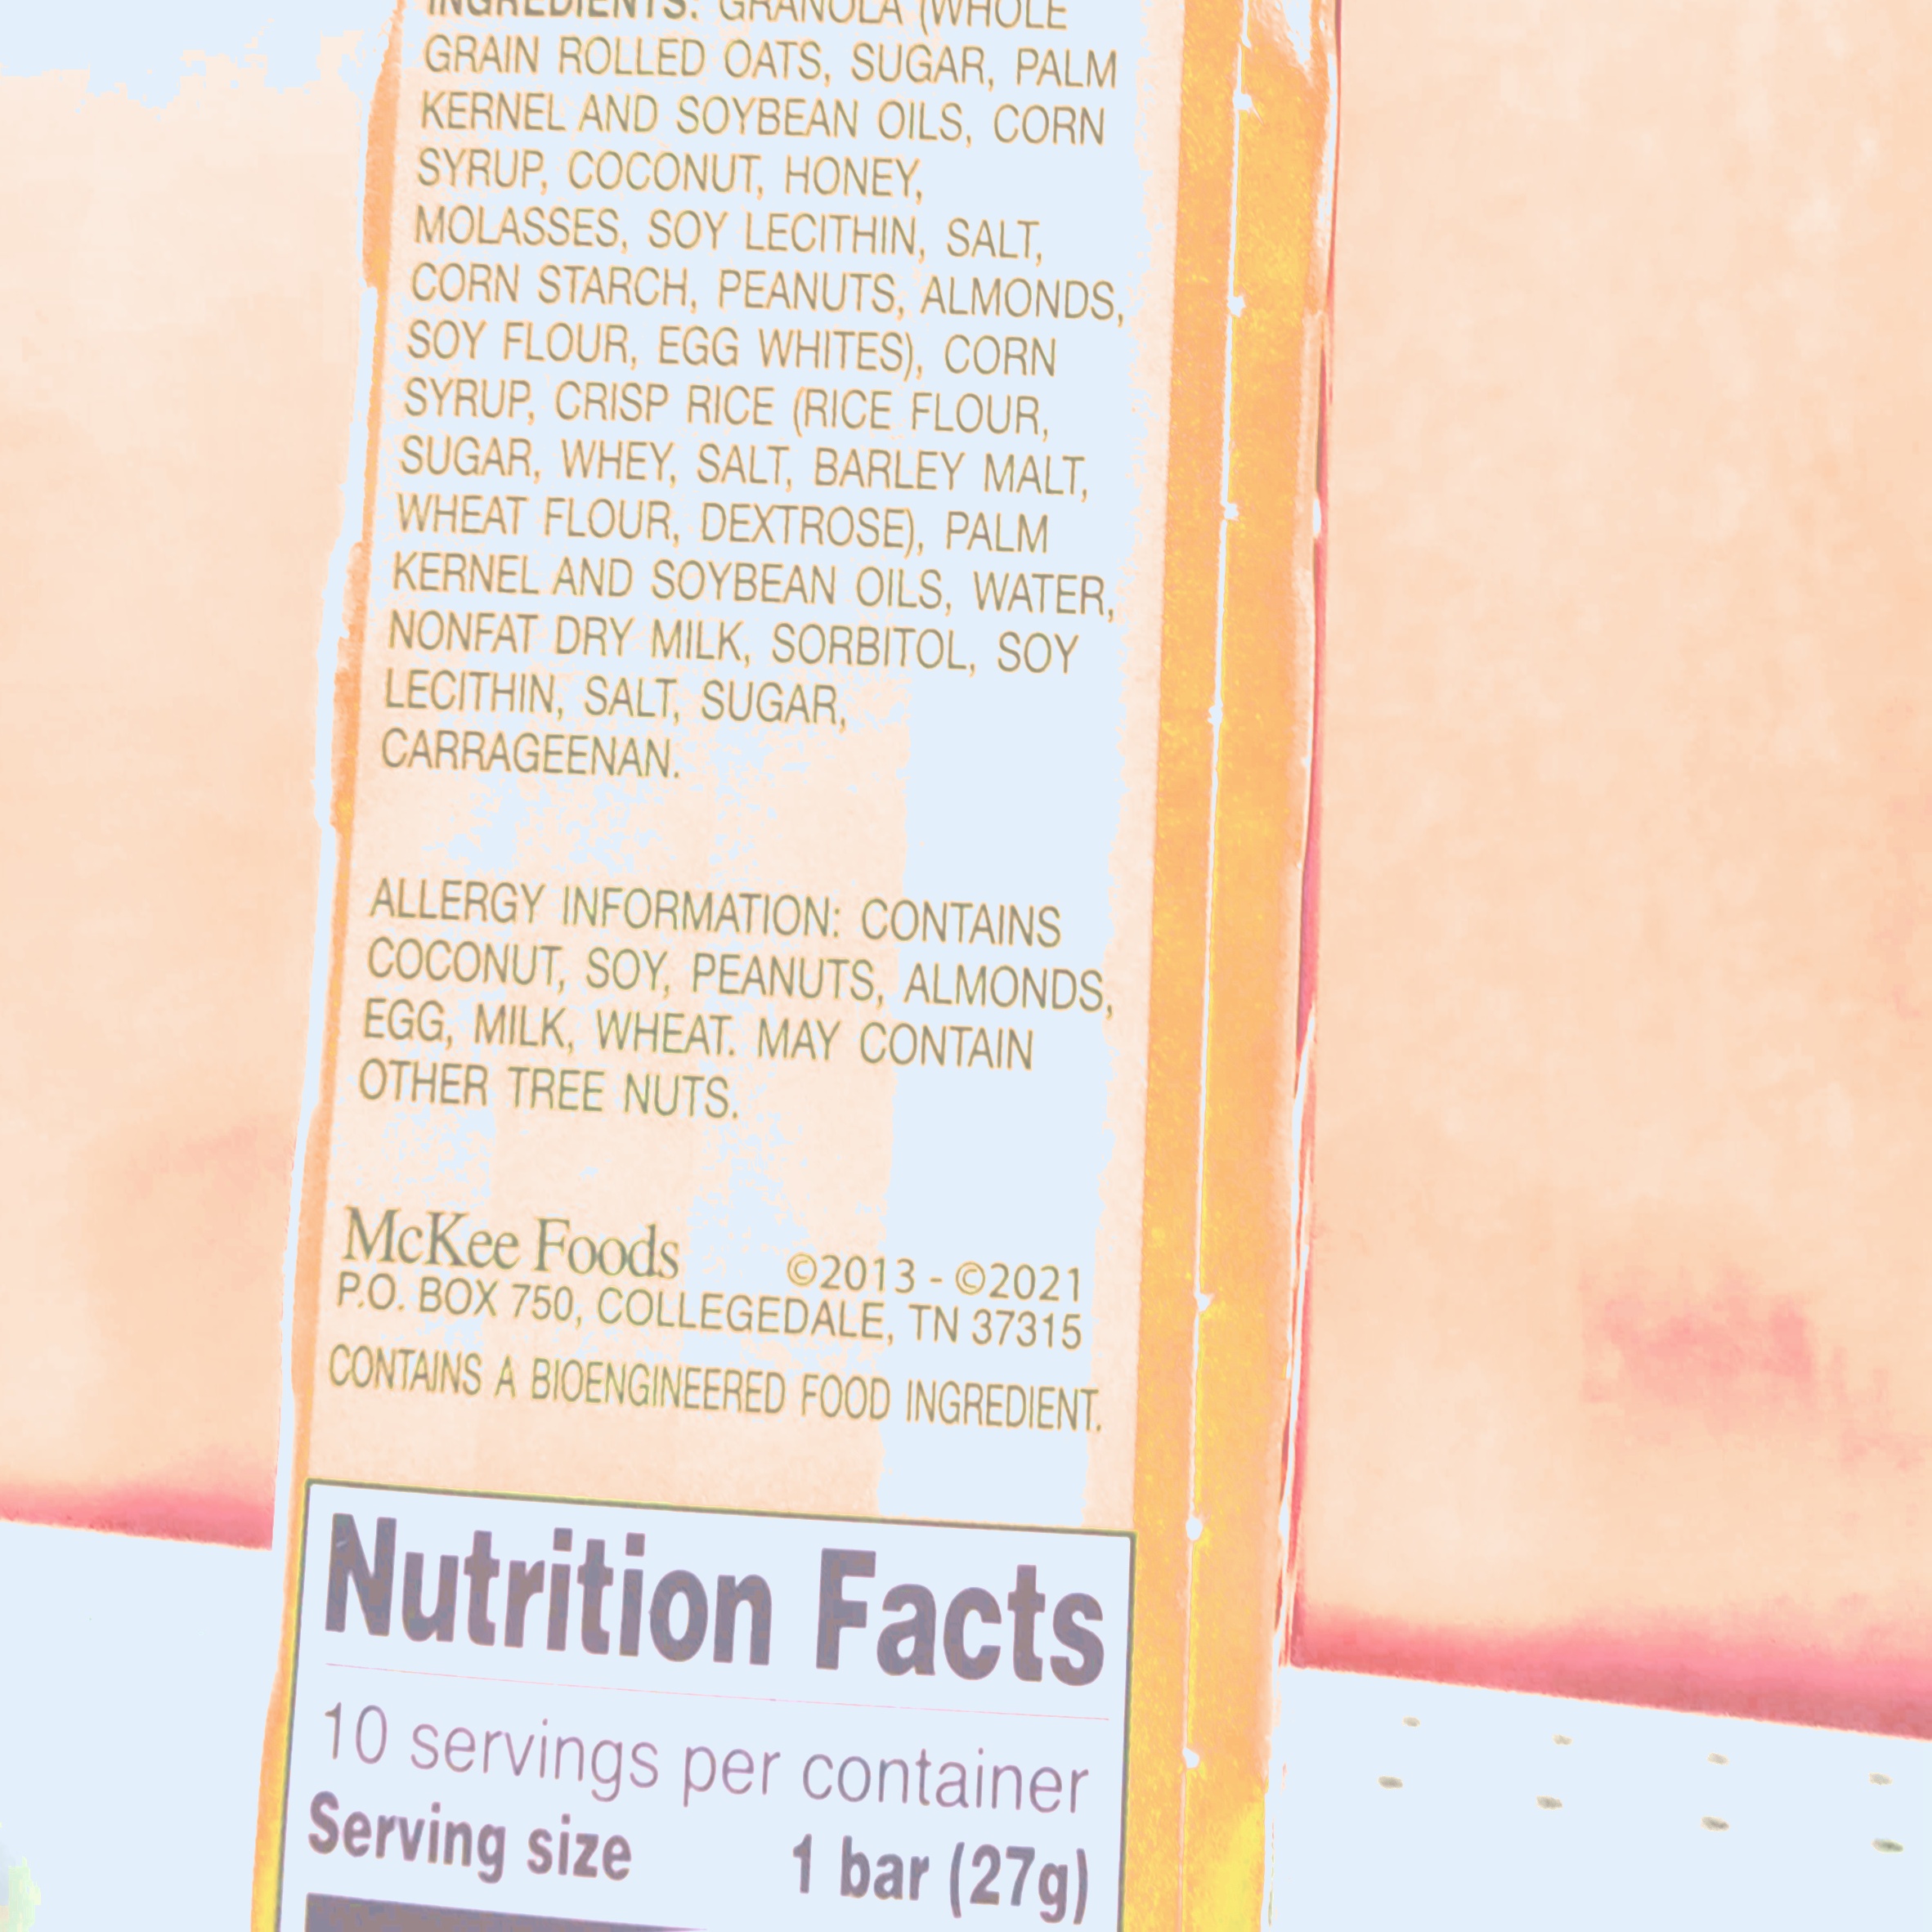 INGREDIENTS: GRANOLA (WHOLE
GRAIN ROLLED OATS, SUGAR, PALM
KERNEL AND SOYBEAN OILS, CORN
SYRUP, COCONUT, HONEY,
MOLASSES, SOY LECITHIN, SALT,
CORN STARCH, PEANUTS, ALMONDS,
SOY FLOUR, EGG WHITES), CORN
SYRUP, CRISP RICE (RICE FLOUR,
SUGAR, WHEY, SALT, BARLEY MALT,
WHEAT FLOUR, DEXTROSE), PALM
KERNEL AND SOYBEAN OILS, WATER,
NONFAT DRY MILK, SORBITOL, SOY
LECITHIN, SALT, SUGAR,
CARRAGEENAN.
ALLERGY INFORMATION: CONTAINS
COCONUT, SOY, PEANUTS, ALMONDS,
EGG, MILK, WHEAT. MAY CONTAIN
OTHER TREE NUTS.
McKee Foods ©2013 - ©2021
P.O. BOX 750, COLLEGEDALE, TN 37315
CONTAINS A BIOENGINEERED FOOD INGREDIENT.
Nutrition Facts
10 servings per container
Serving size 1 bar (27g)